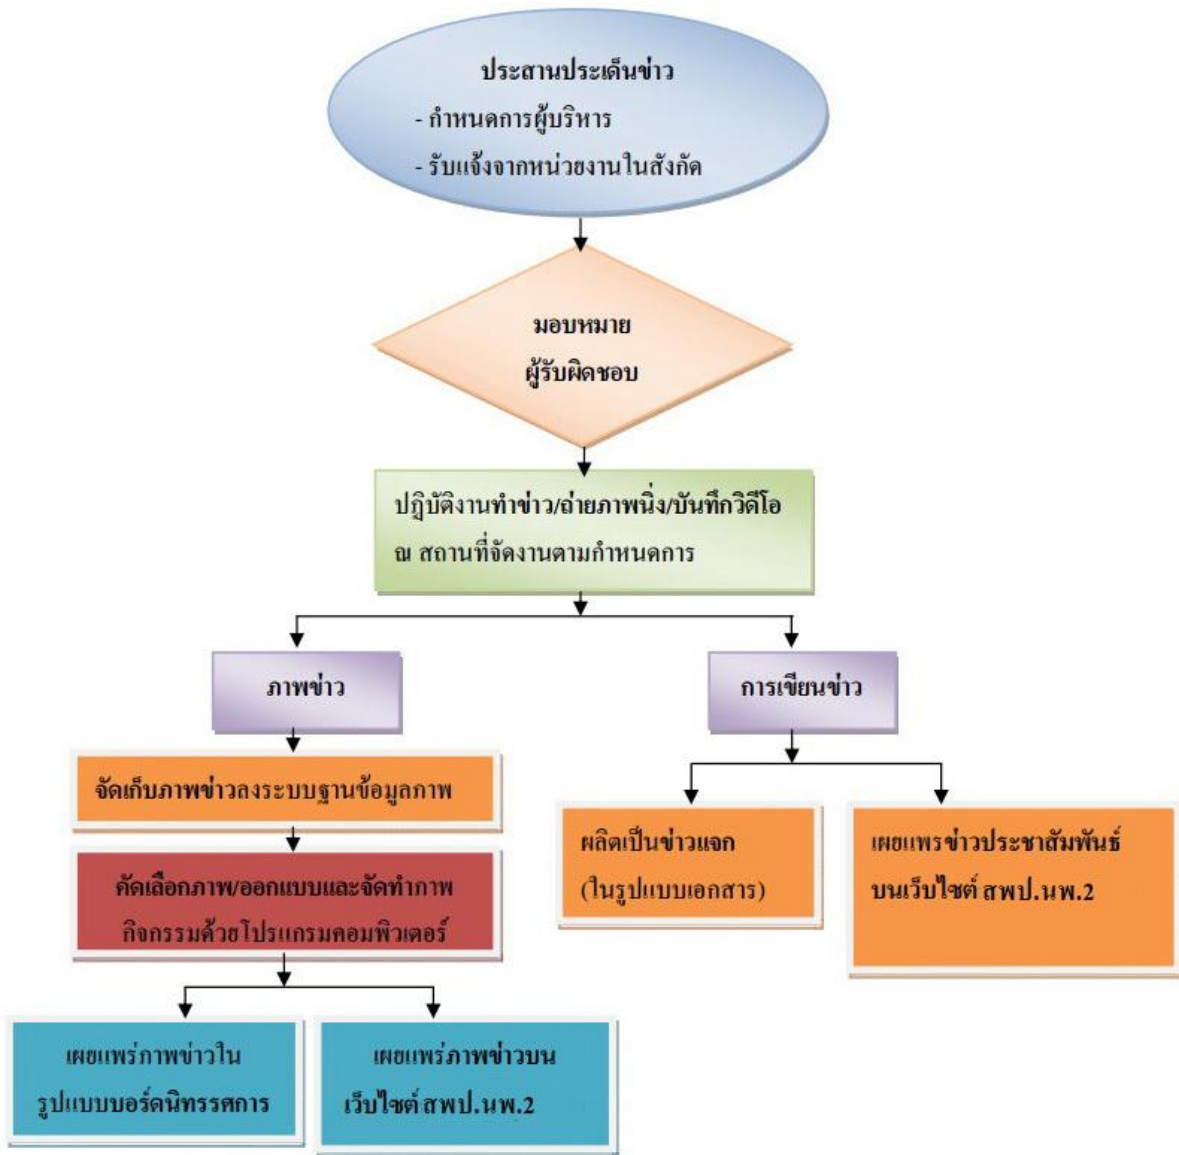 ประสานประเด็นข่าว
- กำหนดการผู้บริหาร
- รับแจ้งจากหน่วยงานในสังกัด
มอบหมาย
ผู้รับผิดชอบ
ปฏิบัติงานทำข่าว/ถ่ายภาพนิ่ง/บันทึกวิดีโอ
ณ สถานที่จัดงานตามกำหนดการ
ภาพข่าว
การเขียนข่าว
จัดเก็บภาพข่าวลงระบบฐานข้อมูลภาพ
ผลิตเป็นข่าวแจก
(ในรูปแบบเอกสาร)
เผยแพรข่าวประชาสัมพันธ์
บนเว็บไซต์ สพป.นพ.2
คัดเลือกภาพ/ออกแบบและจัดทำภาพ
กิจกรรมด้วยโปรแกรมคอมพิวเตอร์
เผยแพร่ภาพข่าวใน
รูปแบบบอร์ดนิทรรศการ
เผยแพร่ภาพข่าวบน
เว็บไซต์ สพป.นพ.2